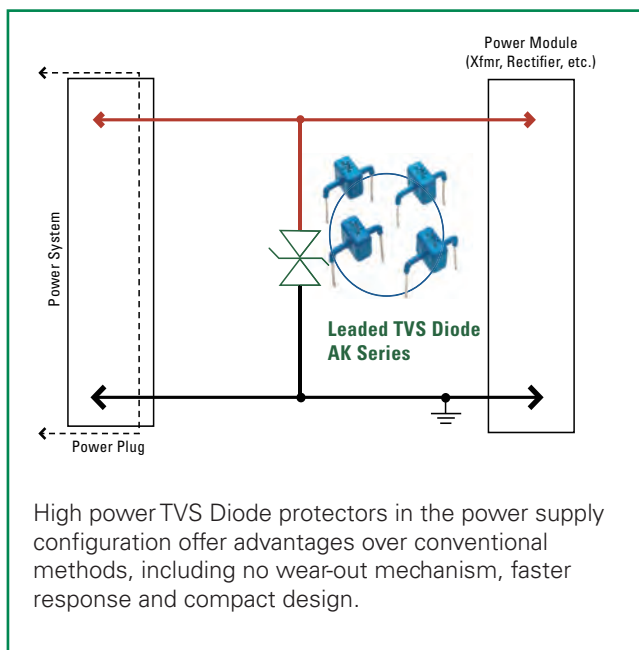 Power Module
(Xfmr, Rectifier, etc.)
Power System
Leaded TVS Diode
AK Series
Power Plug
High power TVS Diode protectors in the power supply
configuration offer advantages over conventional
methods, including no wear-out mechanism, faster
response and compact design.